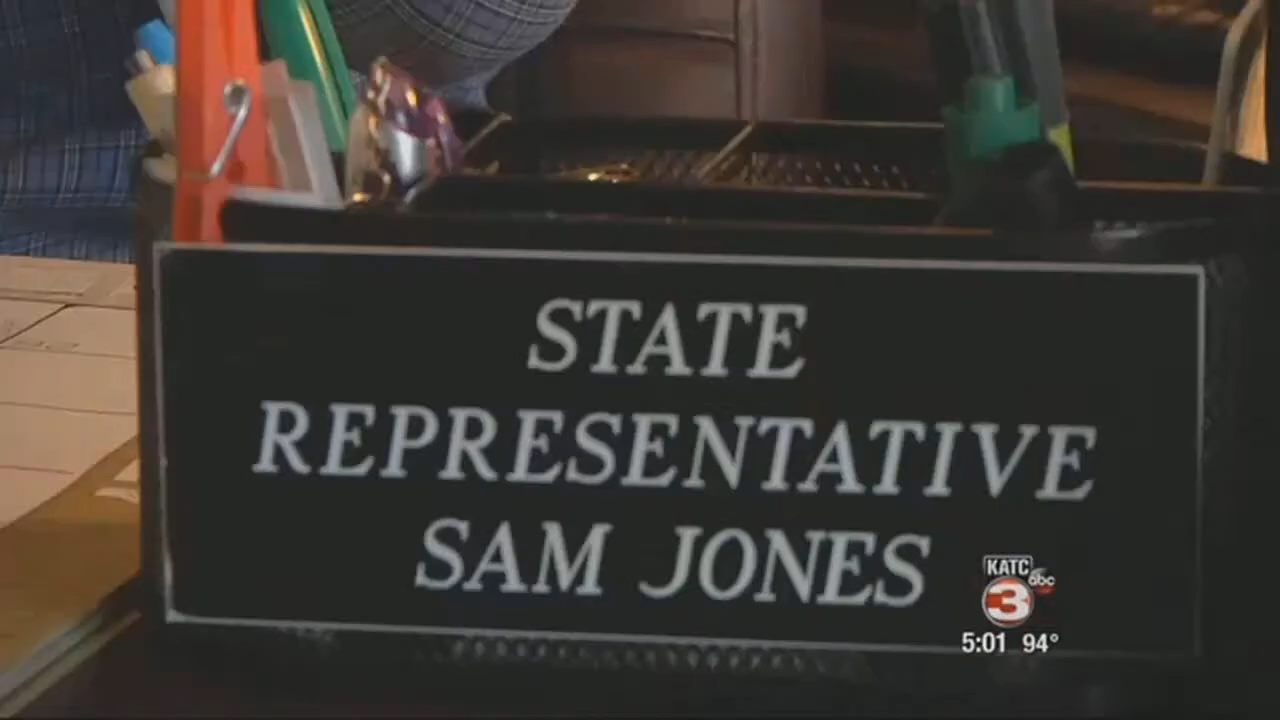 STATE
REPRESENTATIVE
SAM JONES
KATC
abc
3
5:01 94°